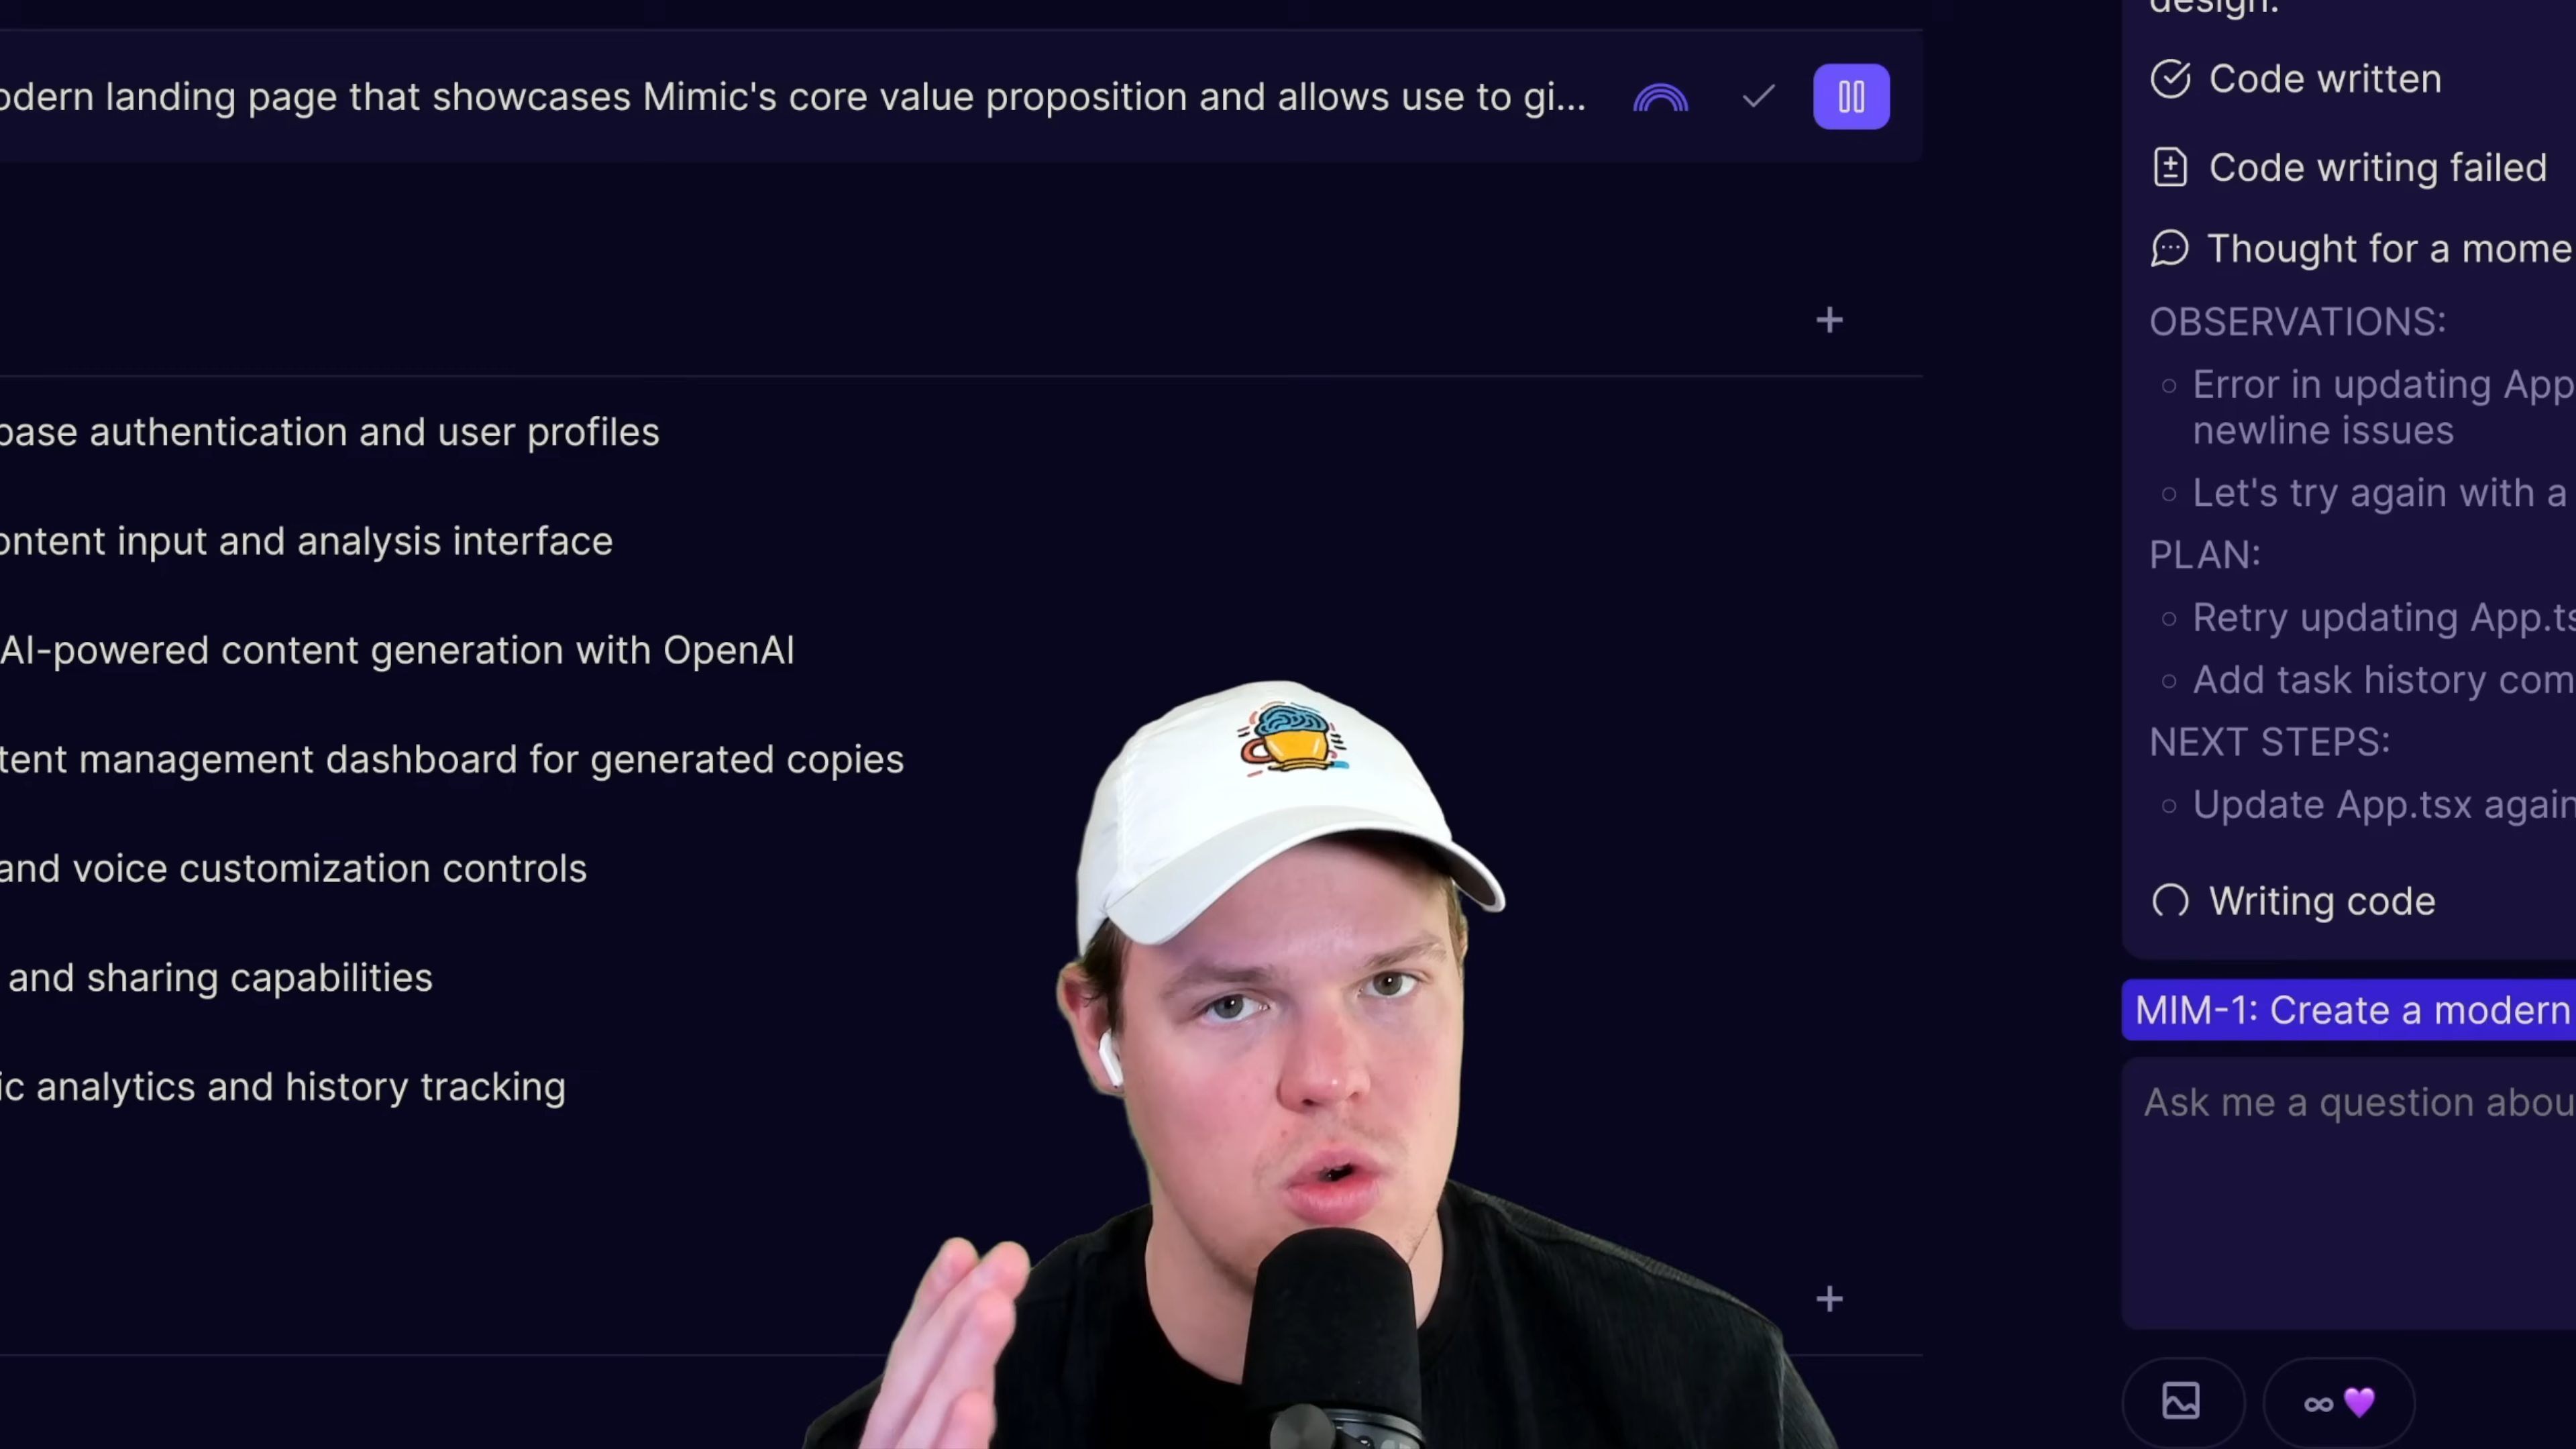 design.
odern landing page that showcases Mimic's core value proposition and allows use to gi...
base authentication and user profiles
ontent input and analysis interface
AI-powered content generation with OpenAI
tent management dashboard for generated copies
and voice customization controls
and sharing capabilities
ic analytics and history tracking
Code written
Code writing failed
Thought for a mome
OBSERVATIONS:
Error in updating App
newline issues
Let's try again with a
PLAN:
Retry updating App.ts
Add task history com
NEXT STEPS:
Update App.tsx again
Writing code
MIM-1: Create a modern
Ask me a question abou